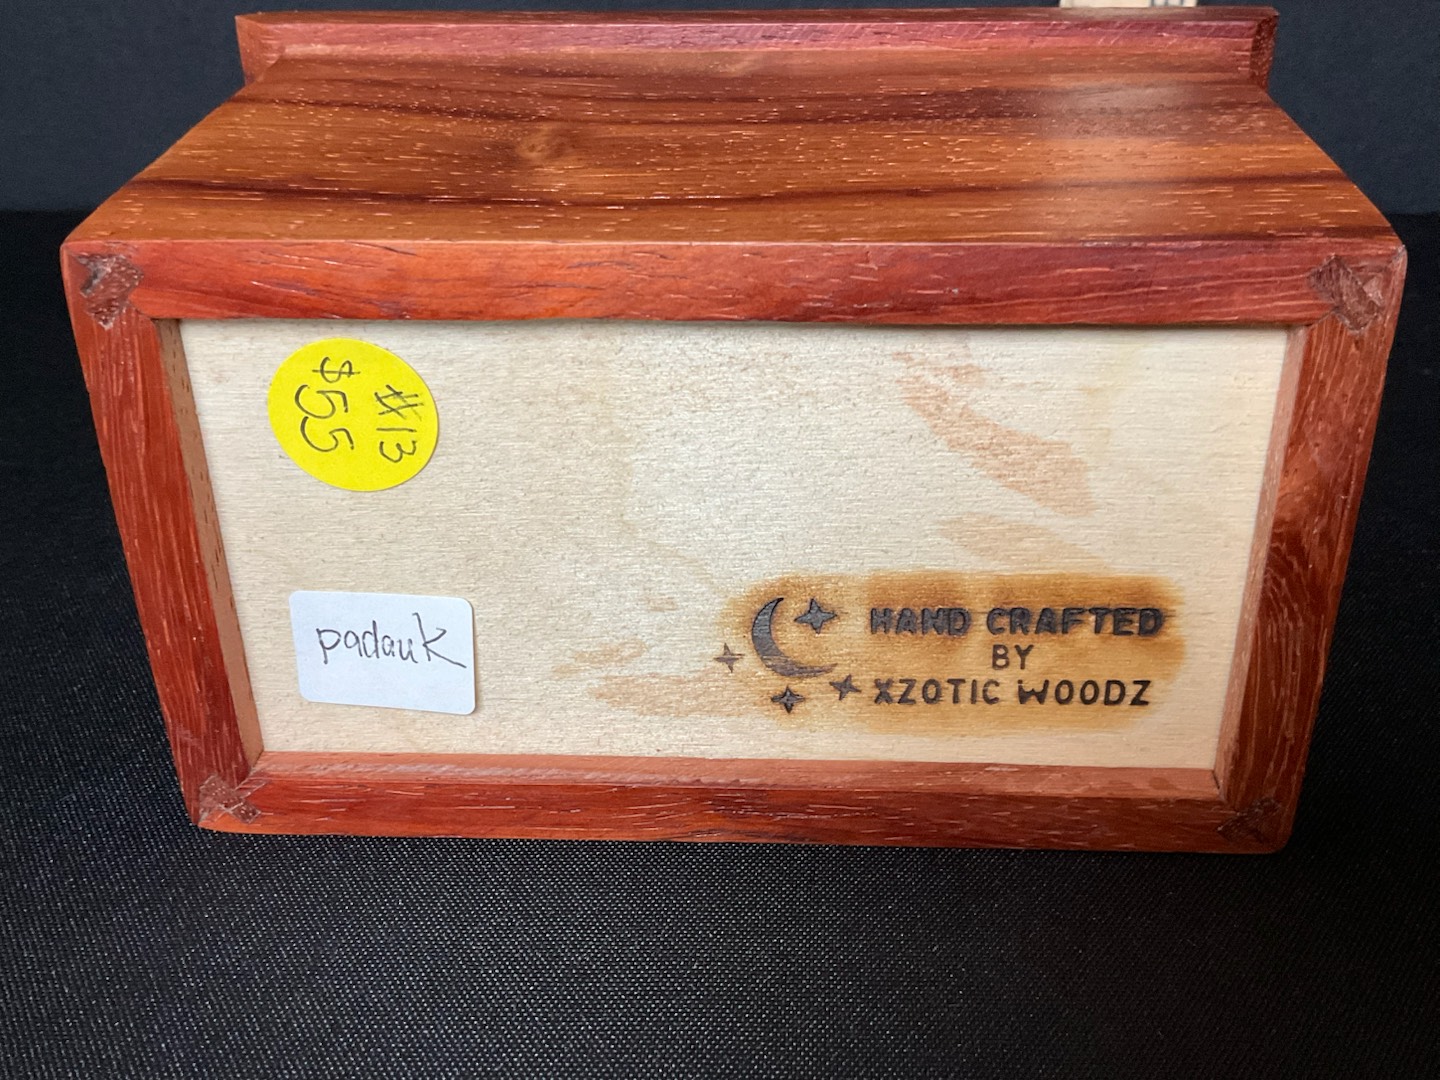 #13
$55
padauk
HAND CRAFTED
BY
XZOTIC WOODZ